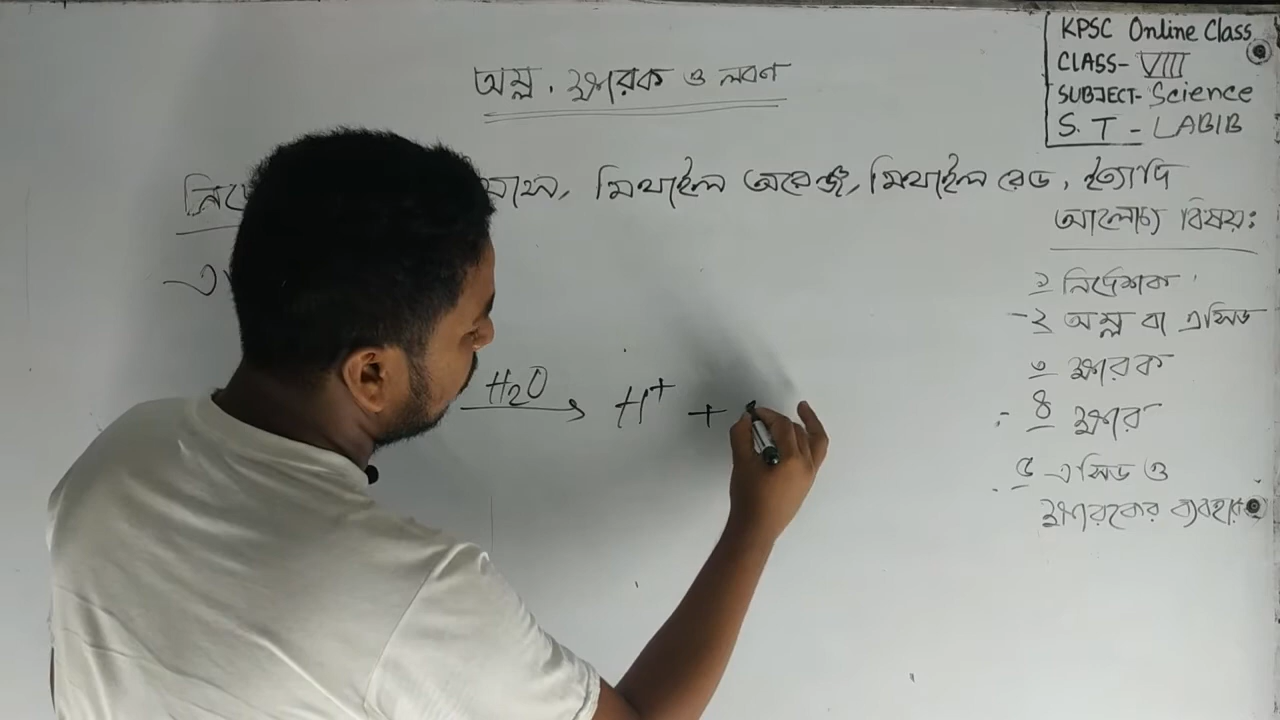 অম্ল, ক্ষারক ও লবণ
KPSC Online Class
CLASS- VIII
SUBJECT- Science
S. T - LABIB
মিথাইল অরেঞ্জ, মিথাইল রেড, ইত্যাদি
আলোচ্য বিষয়ঃ
১ নির্দেশক
২ অম্ল বা এসিড
৩ ক্ষারক
৪ ক্ষার
৫ এসিড ও
ক্ষারকের ব্যবহার
H₂O → H⁺ +